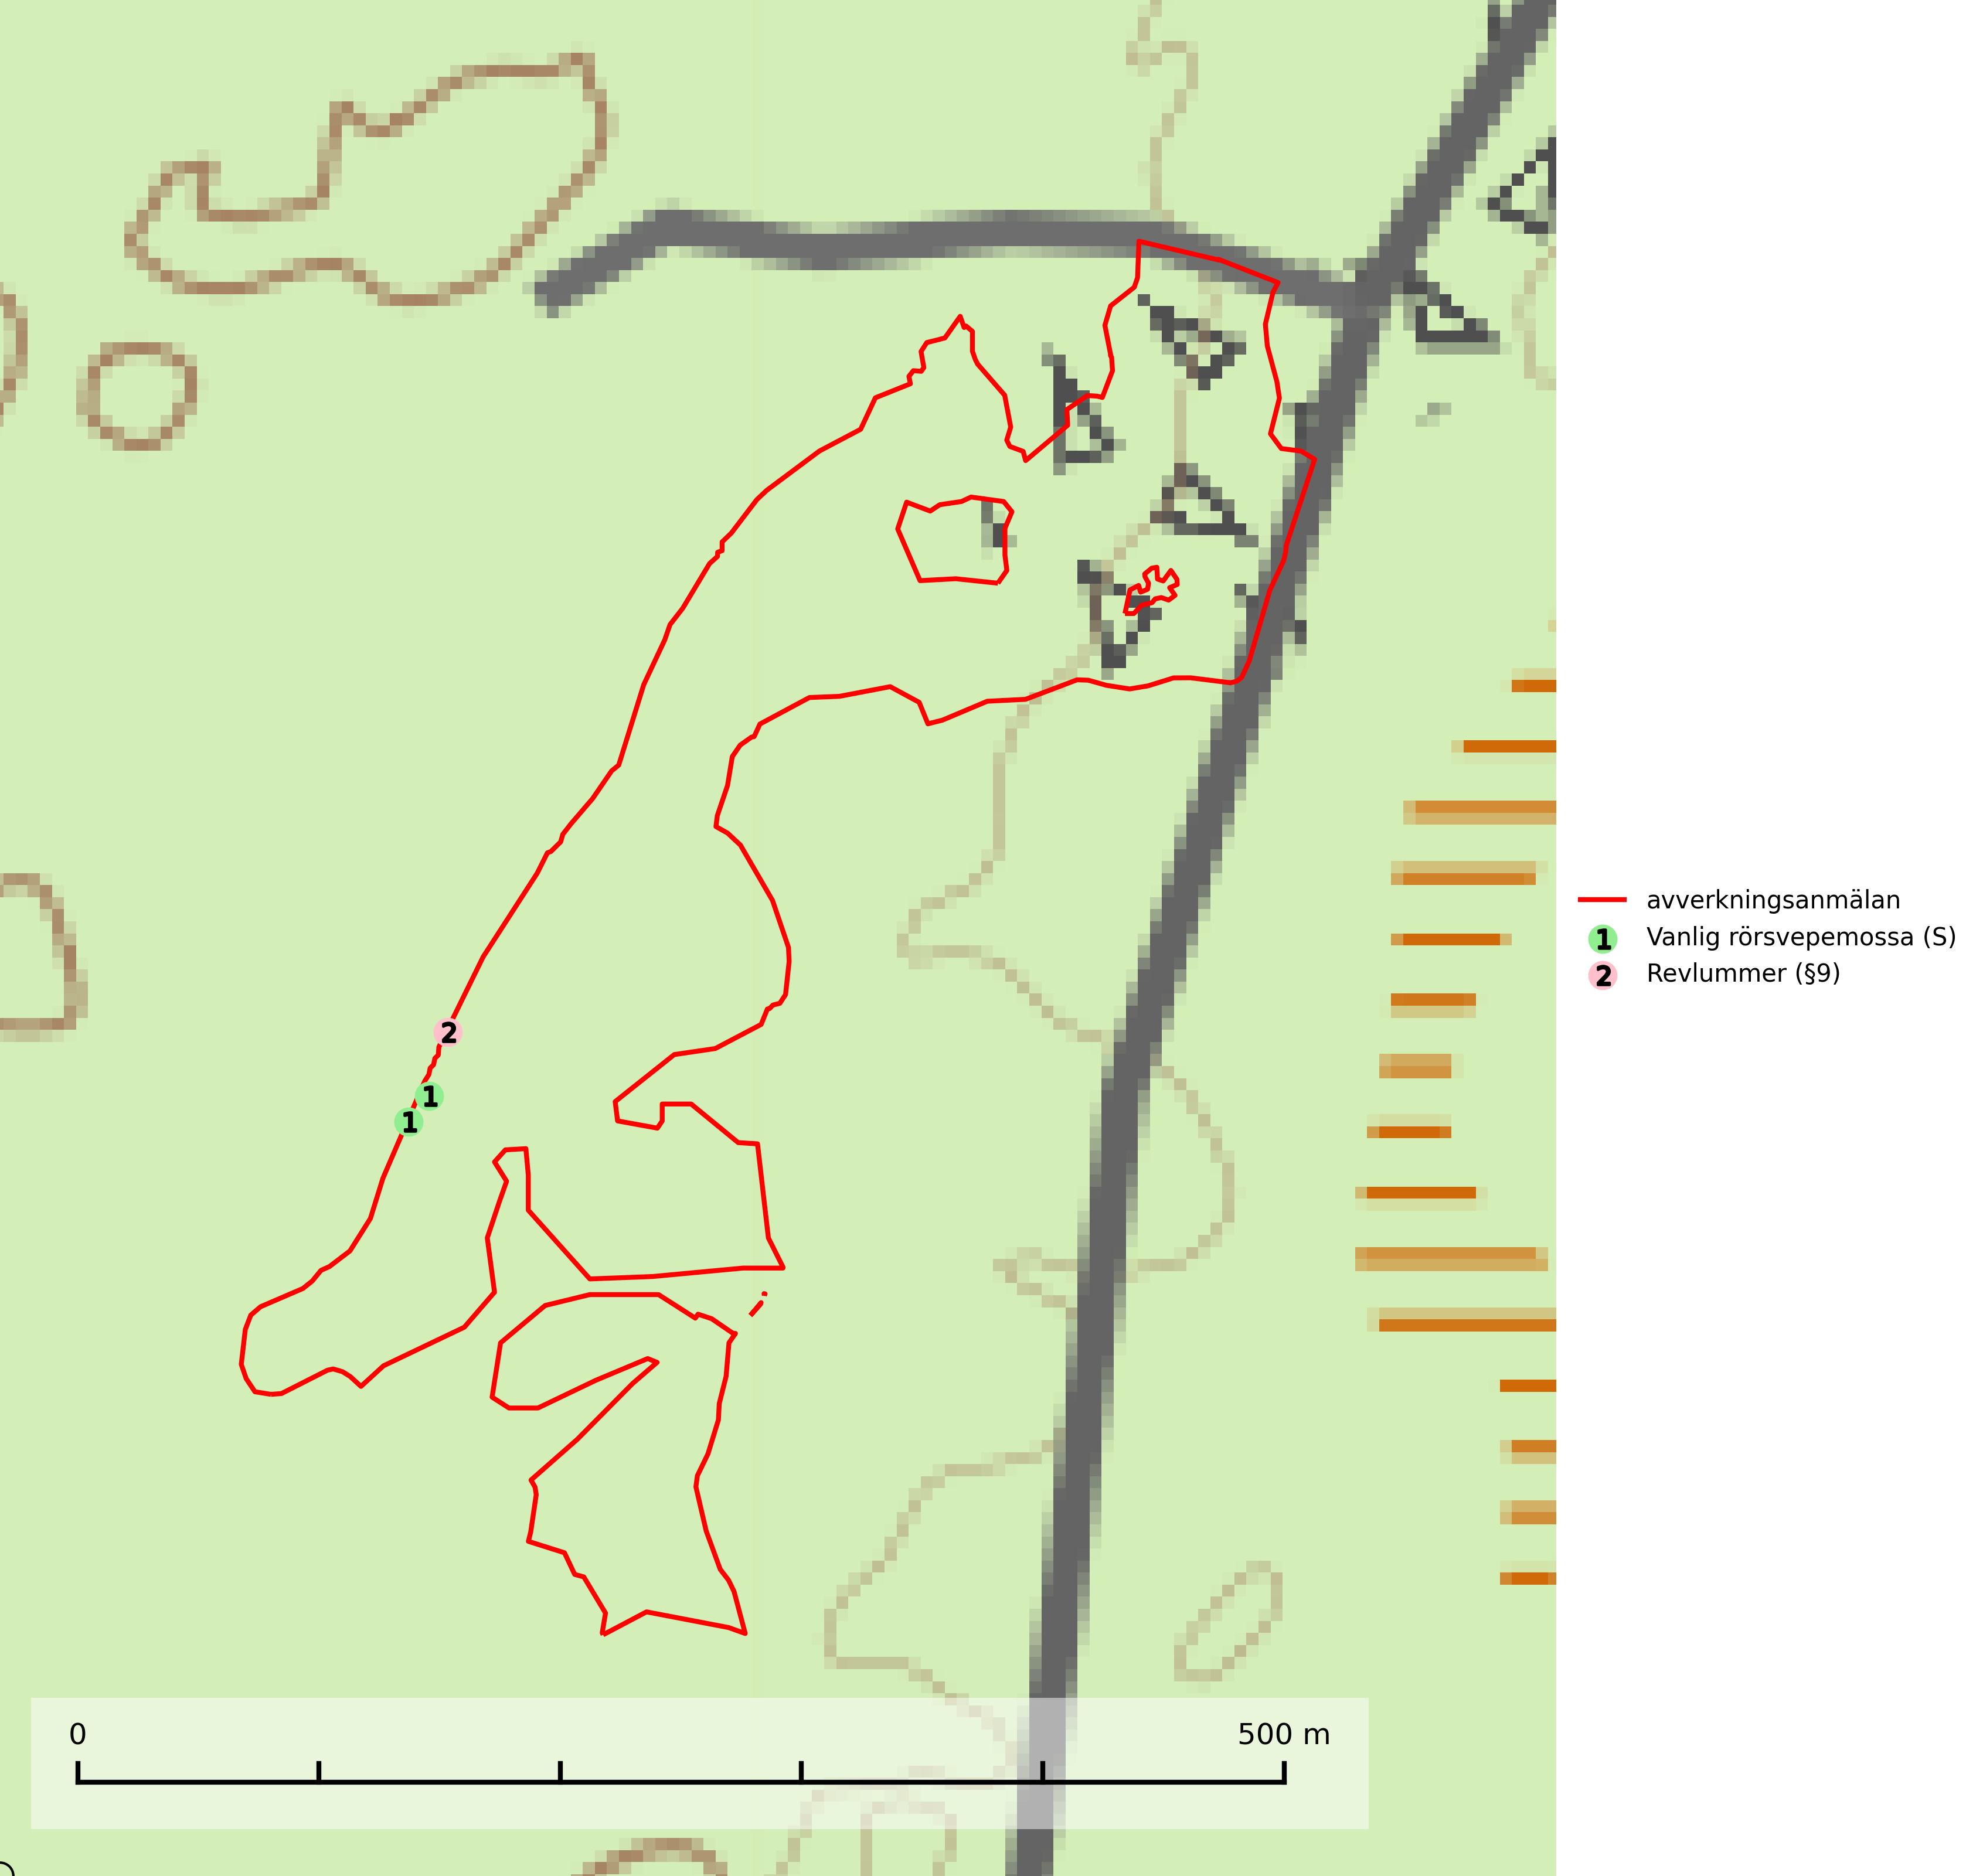 2
1
1
avverkningsanmälan
1 Vanlig rörsvepemossa (S)
2 Revlummer (§9)
0 500 m